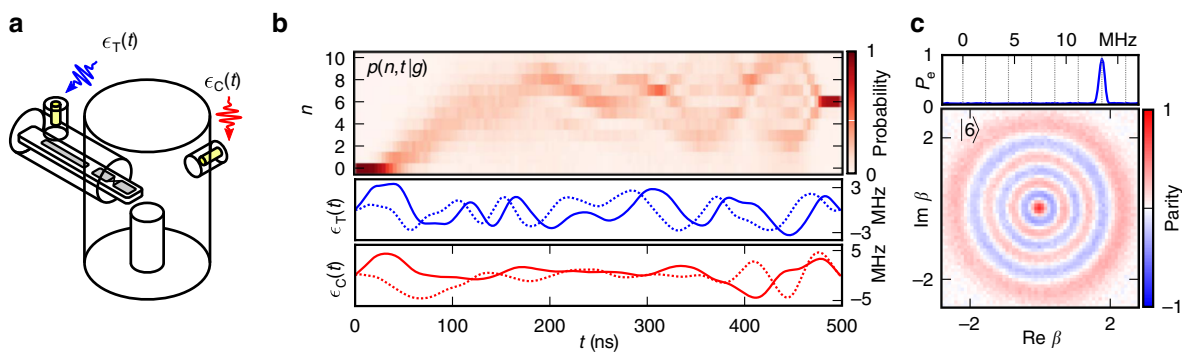 a
ϵT(t)
ϵC(t)
b
p(n,t|g)
n
10
8
6
4
2
0
1
0
Probability
ϵT(t)
3
−3
MHz
ϵC(t)
5
−5
MHz
0 100 200 300 400 500
t (ns)
c
0 5 10 MHz
Pe
1
0
|6⟩
Im β
2
−2
−2 0 2
Re β
1
−1
Parity